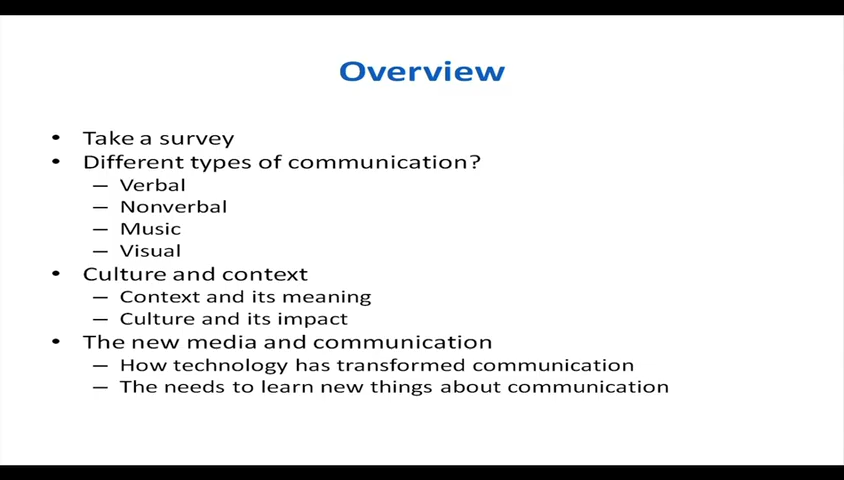 Overview
• Take a survey
• Different types of communication?
– Verbal
– Nonverbal
– Music
– Visual
• Culture and context
– Context and its meaning
– Culture and its impact
• The new media and communication
– How technology has transformed communication
– The needs to learn new things about communication